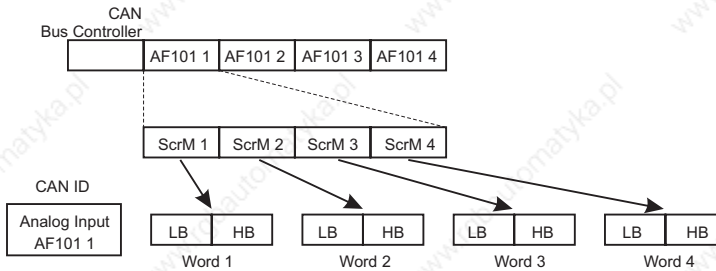 CAN
Bus Controller
AF101 1 AF101 2 AF101 3 AF101 4
ScrM 1 ScrM 2 ScrM 3 ScrM 4
CAN ID
Analog Input
AF101 1
LB HB LB HB LB HB LB HB
Word 1 Word 2 Word 3 Word 4